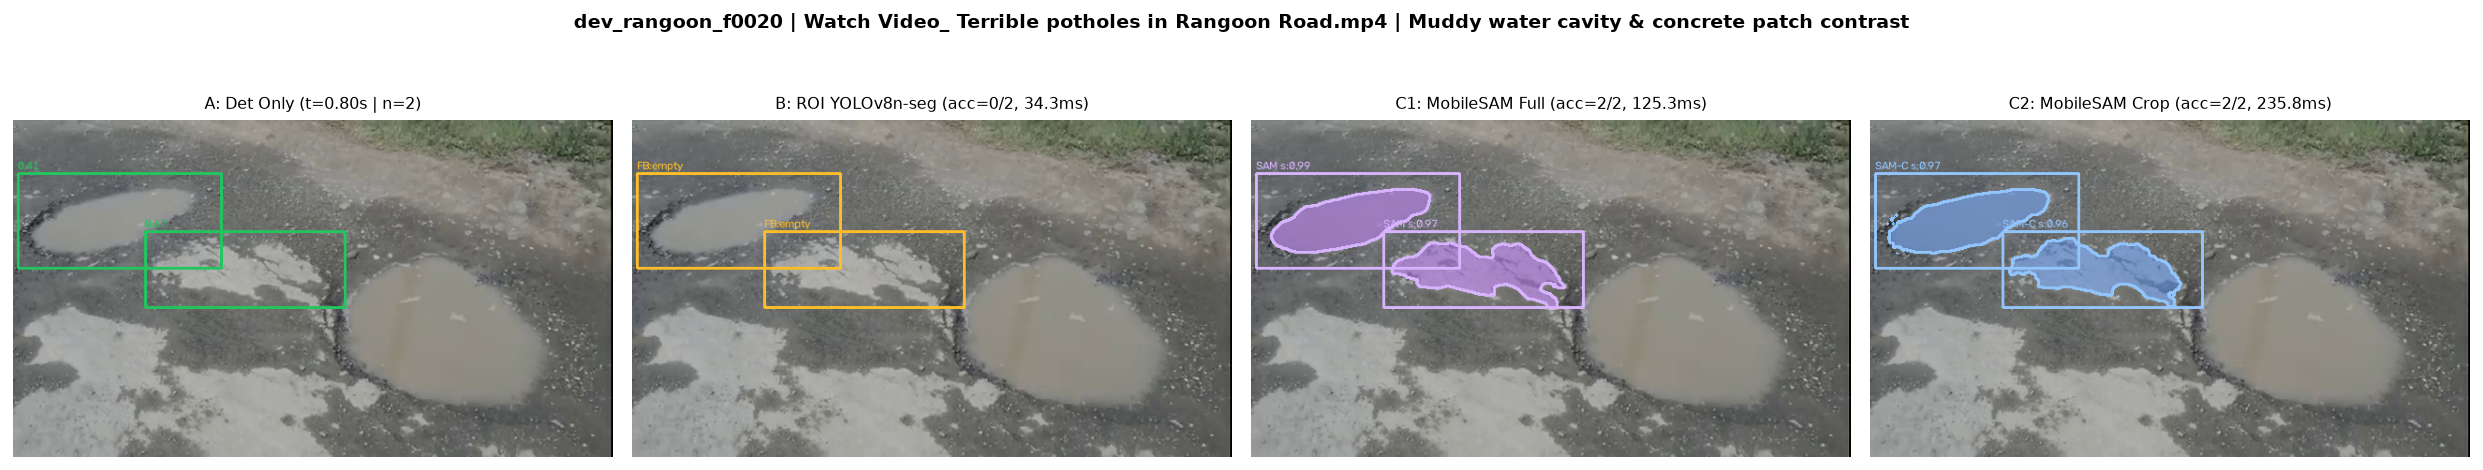 dev_rangoon_f0020 | Watch Video_ Terrible potholes in Rangoon Road.mp4 | Muddy water cavity & concrete patch contrast
A: Det Only (t=0.80s | n=2)
B: ROI YOLOv8n-seg (acc=0/2, 34.3ms)
C1: MobileSAM Full (acc=2/2, 125.3ms)
C2: MobileSAM Crop (acc=2/2, 235.8ms)
0.41
FB:empty
FB:empty
SAM s:0.99
SAM s:0.97
SAM-C s:0.97
SAM-C s:0.96